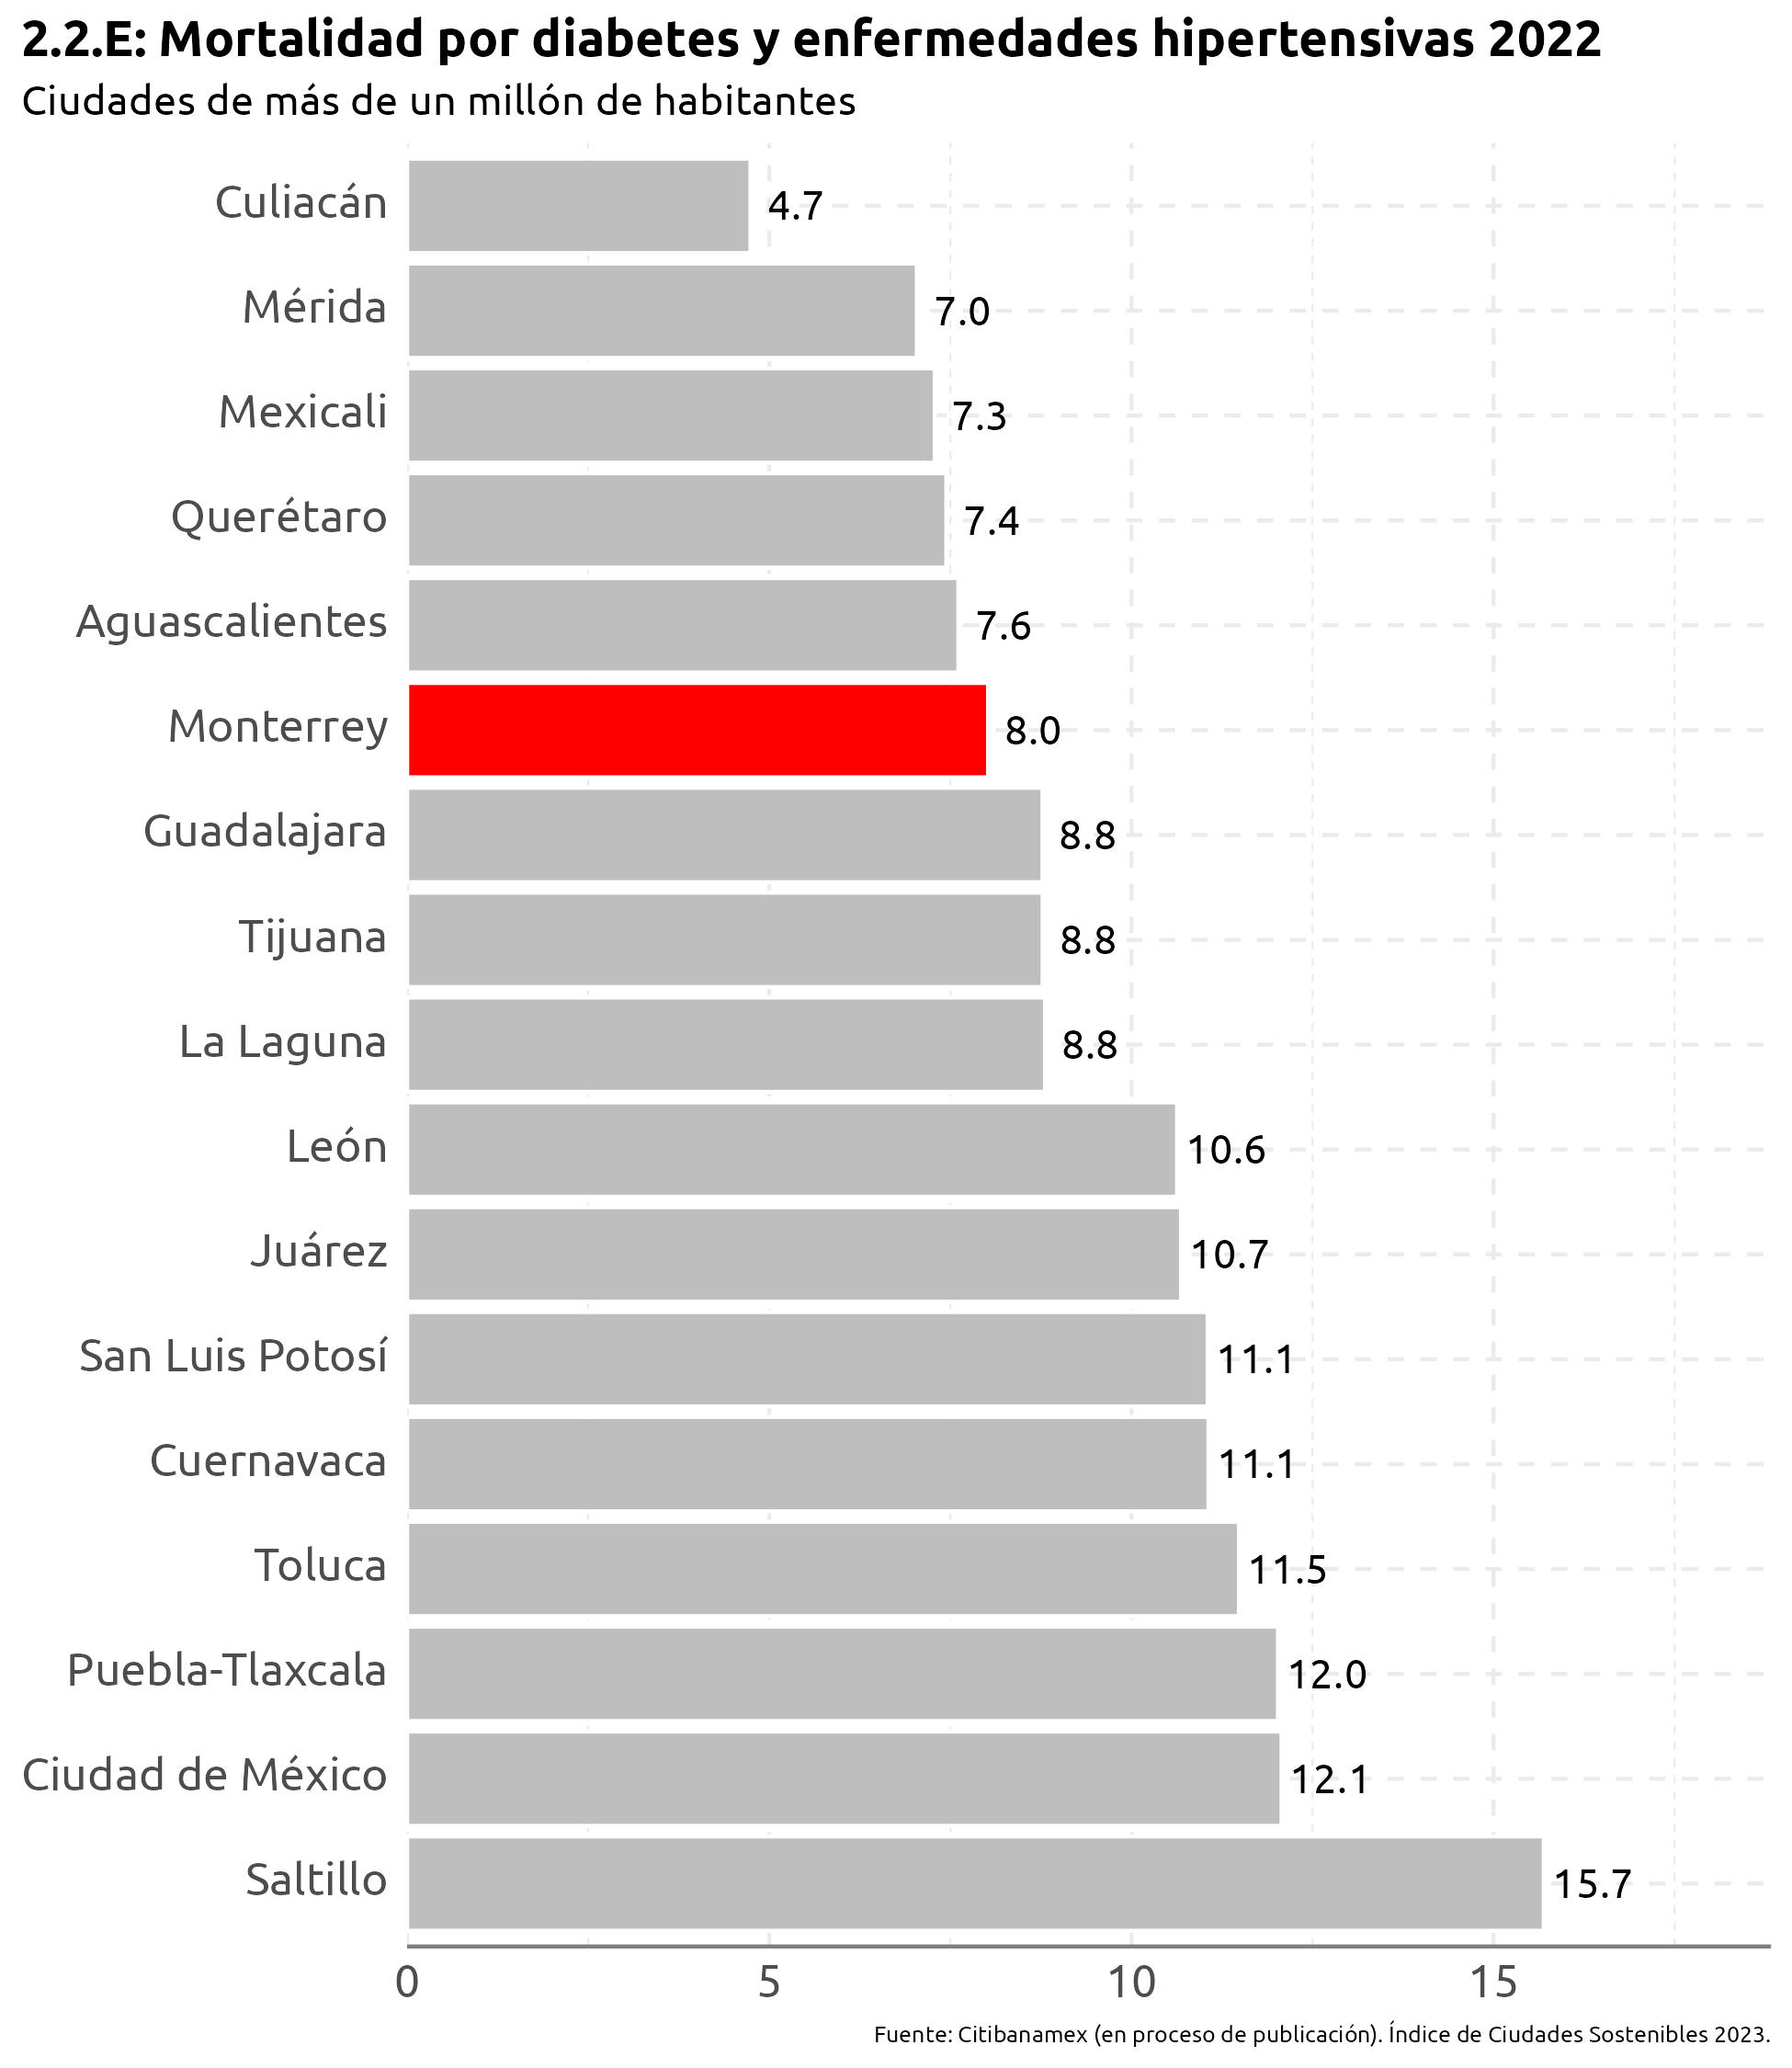 2.2.E: Mortalidad por diabetes y enfermedades hipertensivas 2022
Ciudades de más de un millón de habitantes
Culiacán 4.7
Mérida 7.0
Mexicali 7.3
Querétaro 7.4
Aguascalientes 7.6
Monterrey 8.0
Guadalajara 8.8
Tijuana 8.8
La Laguna 8.8
León 10.6
Juárez 10.7
San Luis Potosí 11.1
Cuernavaca 11.1
Toluca 11.5
Puebla-Tlaxcala 12.0
Ciudad de México 12.1
Saltillo 15.7
0 5 10 15
Fuente: Citibanamex (en proceso de publicación). Índice de Ciudades Sostenibles 2023.